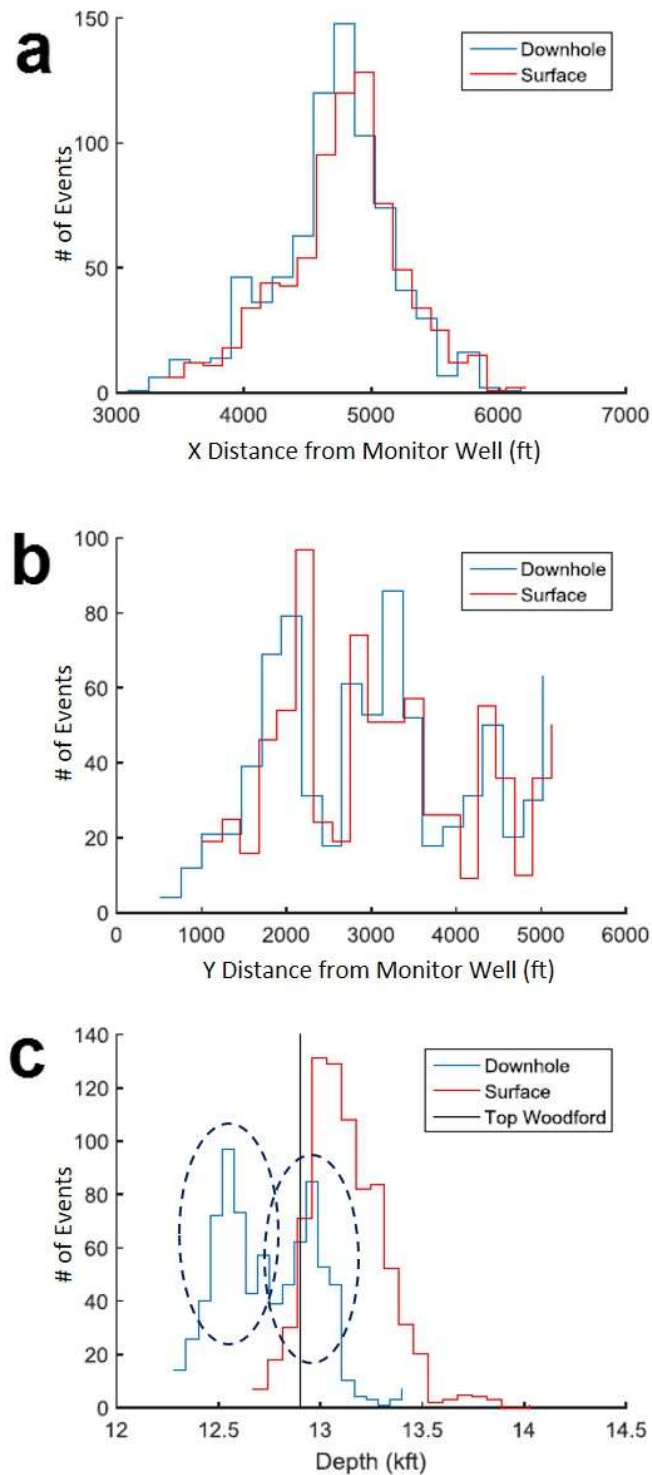 a
150
100
50
0
# of Events
Downhole
Surface
3000 4000 5000 6000 7000
X Distance from Monitor Well (ft)
b
100
80
60
40
20
0
# of Events
Downhole
Surface
0 1000 2000 3000 4000 5000 6000
Y Distance from Monitor Well (ft)
c
140
120
100
80
60
40
20
0
# of Events
Downhole
Surface
Top Woodford
12 12.5 13 13.5 14 14.5
Depth (kft)